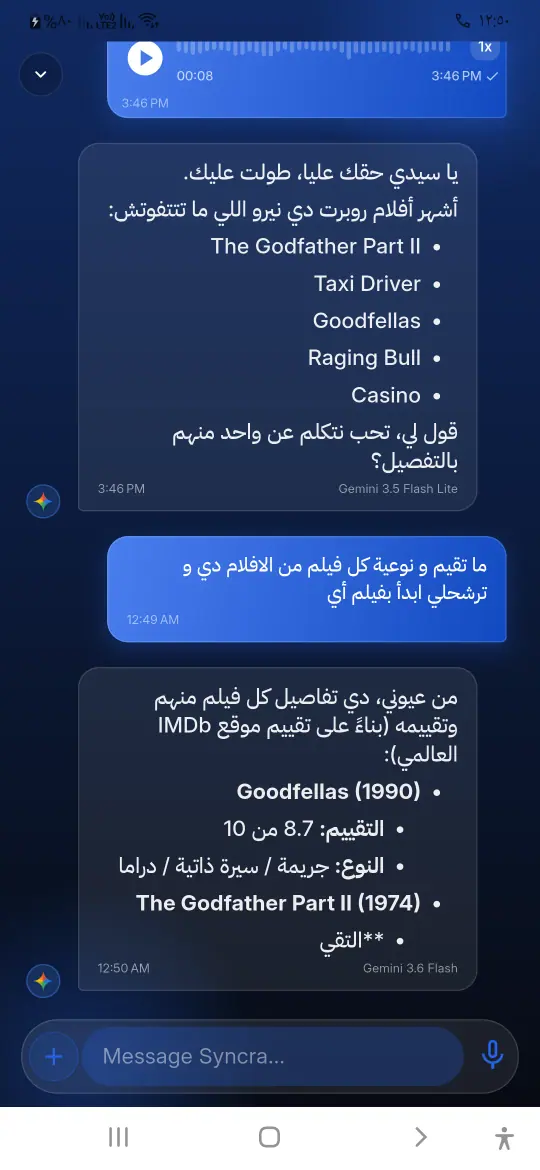 %٨٠
Vo)
LTE2
١٢:٥٠
00:08
3:46 PM
1x
3:46 PM
يا سيدي حقك عليا، طولت عليك.
أشهر أفلام روبرت دي نيرو اللي ما تتتفوتش:
• The Godfather Part II
• Taxi Driver
• Goodfellas
• Raging Bull
• Casino
قول لي، تحب نتكلم عن واحد منهم
بالتفصيل؟
3:46 PM
Gemini 3.5 Flash Lite
ما تقيم و نوعية كل فيلم من الافلام دي و
ترشحلي ابدأ بفيلم أي
12:49 AM
من عيوني، دي تفاصيل كل فيلم منهم
وتقييمه (بناءً على تقييم موقع IMDb
العالمي):
• Goodfellas (1990)
• التقييم: 8.7 من 10
• النوع: جريمة / سيرة ذاتية / دراما
• The Godfather Part II (1974)
• **التقي
12:50 AM
Gemini 3.6 Flash
Message Syncra...